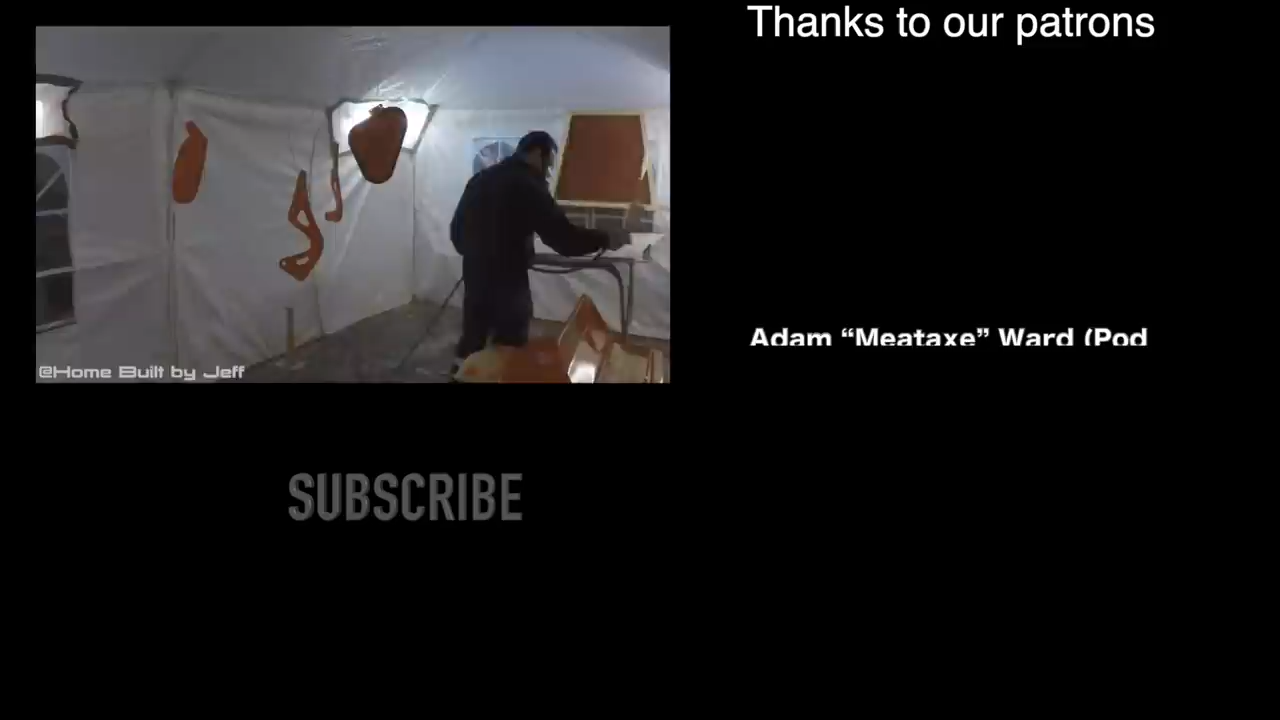 Thanks to our patrons
Adam “Meataxe” Ward (Pod
@Home Built by Jeff
SUBSCRIBE